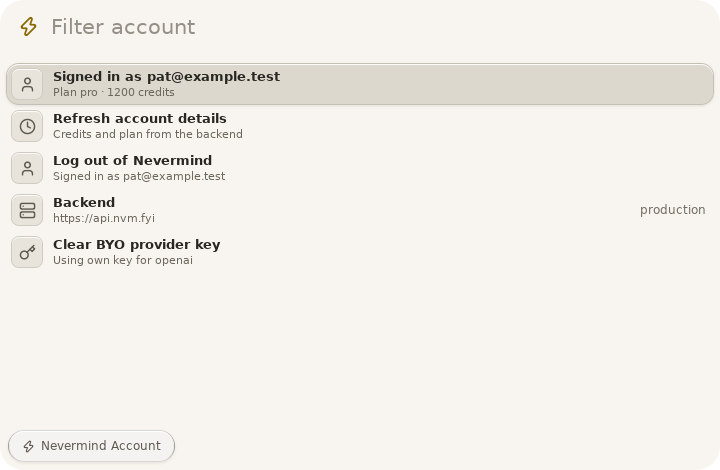 Filter account
Signed in as pat@example.test
Plan pro · 1200 credits
Refresh account details
Credits and plan from the backend
Log out of Nevermind
Signed in as pat@example.test
Backend
https://api.nvm.fyi
production
Clear BYO provider key
Using own key for openai
Nevermind Account